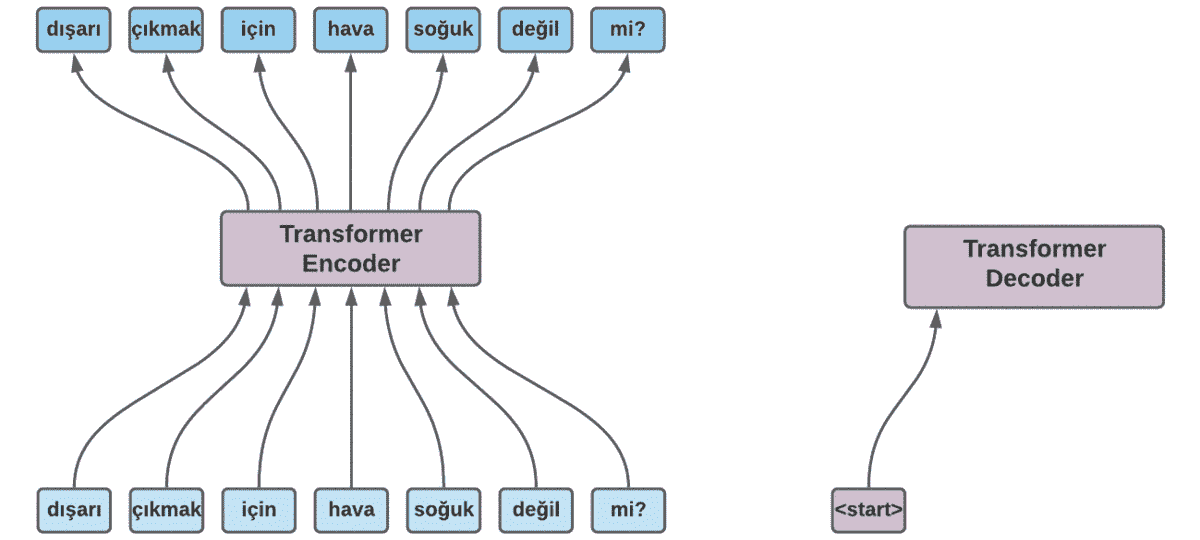 dışarı çıkmak için hava soğuk değil mi?
Transformer
Encoder
Transformer
Decoder
dışarı çıkmak için hava soğuk değil mi?
<start>